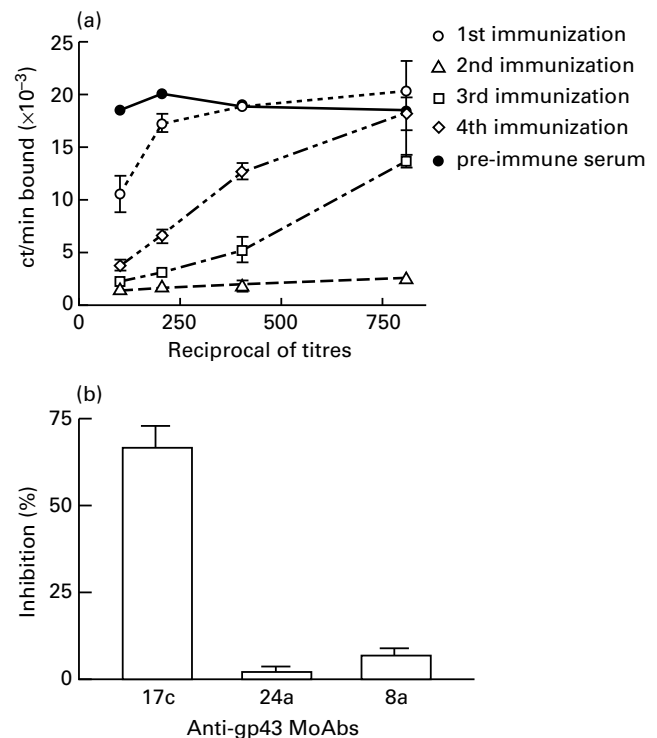 (a)
25
20
15
10
5
0
ct/min bound (×10⁻³)
0 250 500 750
Reciprocal of titres
1st immunization
2nd immunization
3rd immunization
4th immunization
pre-immune serum
(b)
75
50
25
0
Inhibition (%)
17c 24a 8a
Anti-gp43 MoAbs